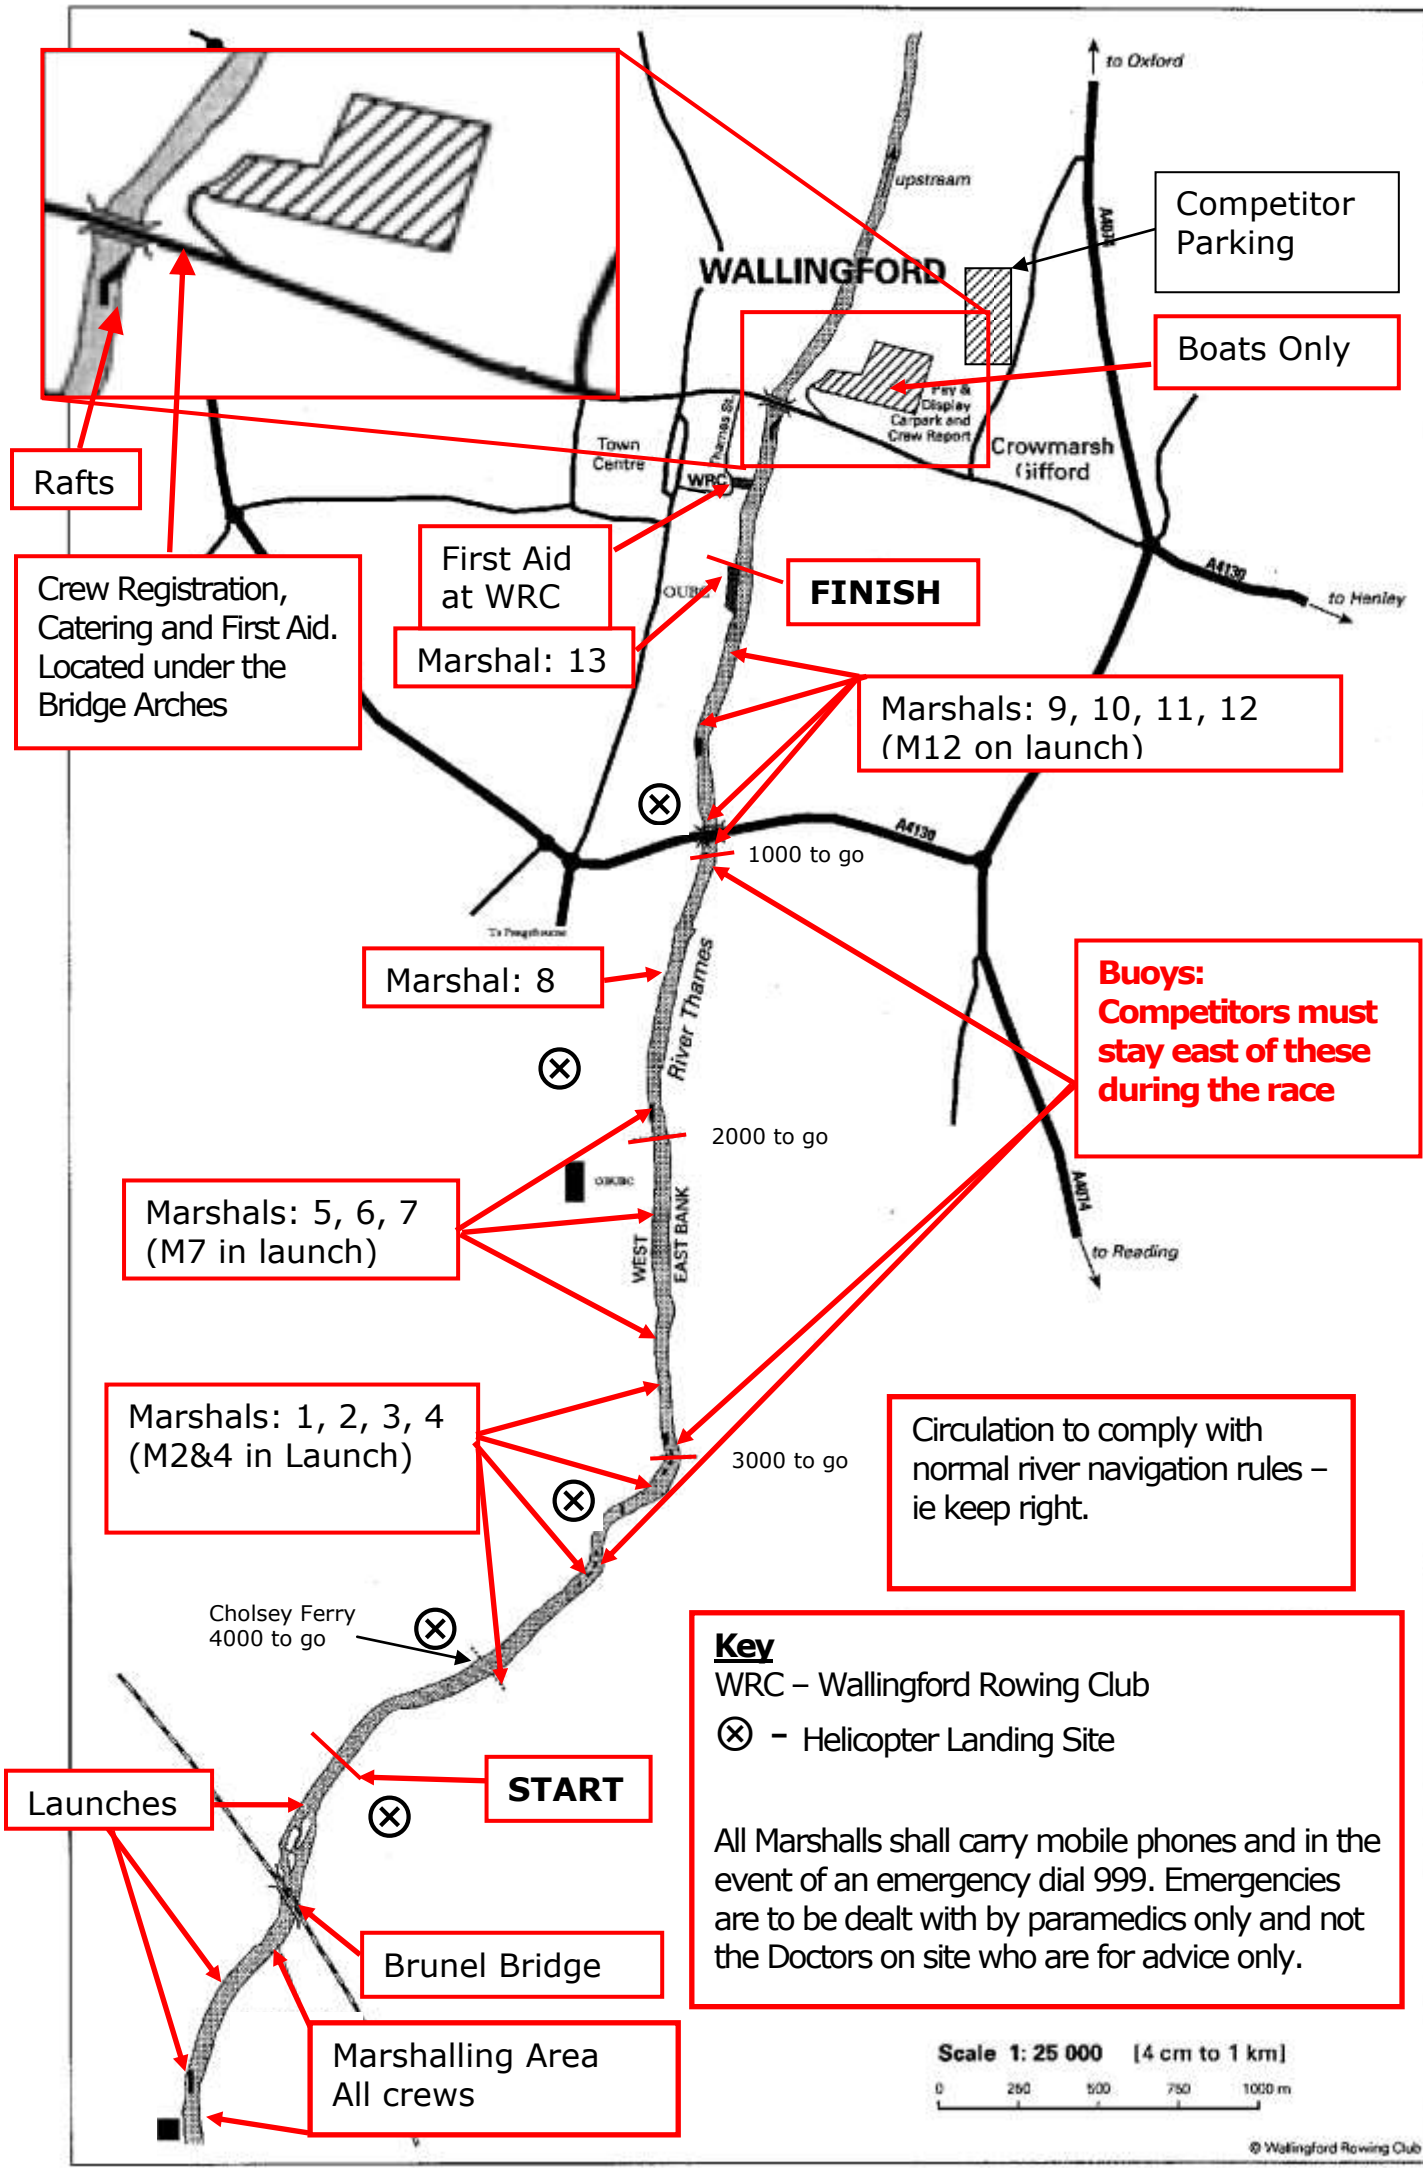 to Oxford
upstream
A4074
Competitor
Parking
WALLINGFORD
Boats Only
Pay &
Display
Carpark and
Crew Report
Thames St.
Town
Centre
Crowmarsh
Gifford
WRC
Rafts
First Aid
at WRC
Crew Registration,
Catering and First Aid.
Located under the
Bridge Arches
OUBC
FINISH
A4130
to Henley
Marshal: 13
Marshals: 9, 10, 11, 12
(M12 on launch)
A4130
1000 to go
To Pangbourne
Marshal: 8
River Thames
Buoys:
Competitors must
stay east of these
during the race
2000 to go
Marshals: 5, 6, 7
(M7 in launch)
WEST
EAST BANK
A4074
to Reading
Marshals: 1, 2, 3, 4
(M2&4 in Launch)
3000 to go
Circulation to comply with
normal river navigation rules –
ie keep right.
Cholsey Ferry
4000 to go
Key
WRC – Wallingford Rowing Club
– Helicopter Landing Site
START
Launches
All Marshalls shall carry mobile phones and in the
event of an emergency dial 999. Emergencies
are to be dealt with by paramedics only and not
the Doctors on site who are for advice only.
Brunel Bridge
Marshalling Area
All crews
Scale 1: 25 000 [4 cm to 1 km]
0 250 500 750 1000 m
© Wallingford Rowing Club